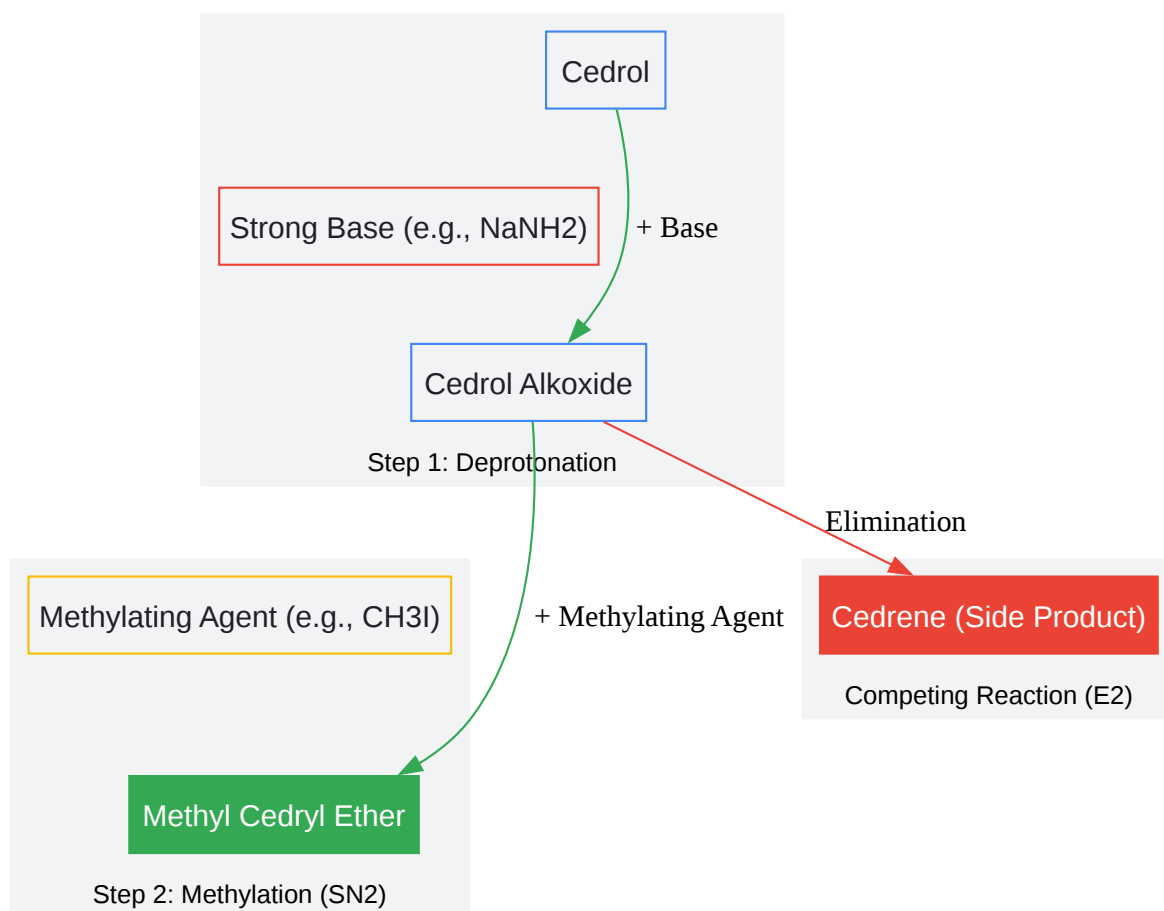 Cedrol
Strong Base (e.g., NaNH2)
+ Base
Cedrol Alkoxide
Step 1: Deprotonation
Elimination
Methylating Agent (e.g., CH3I)
+ Methylating Agent
Cedrene (Side Product)
Competing Reaction (E2)
Methyl Cedryl Ether
Step 2: Methylation (SN2)